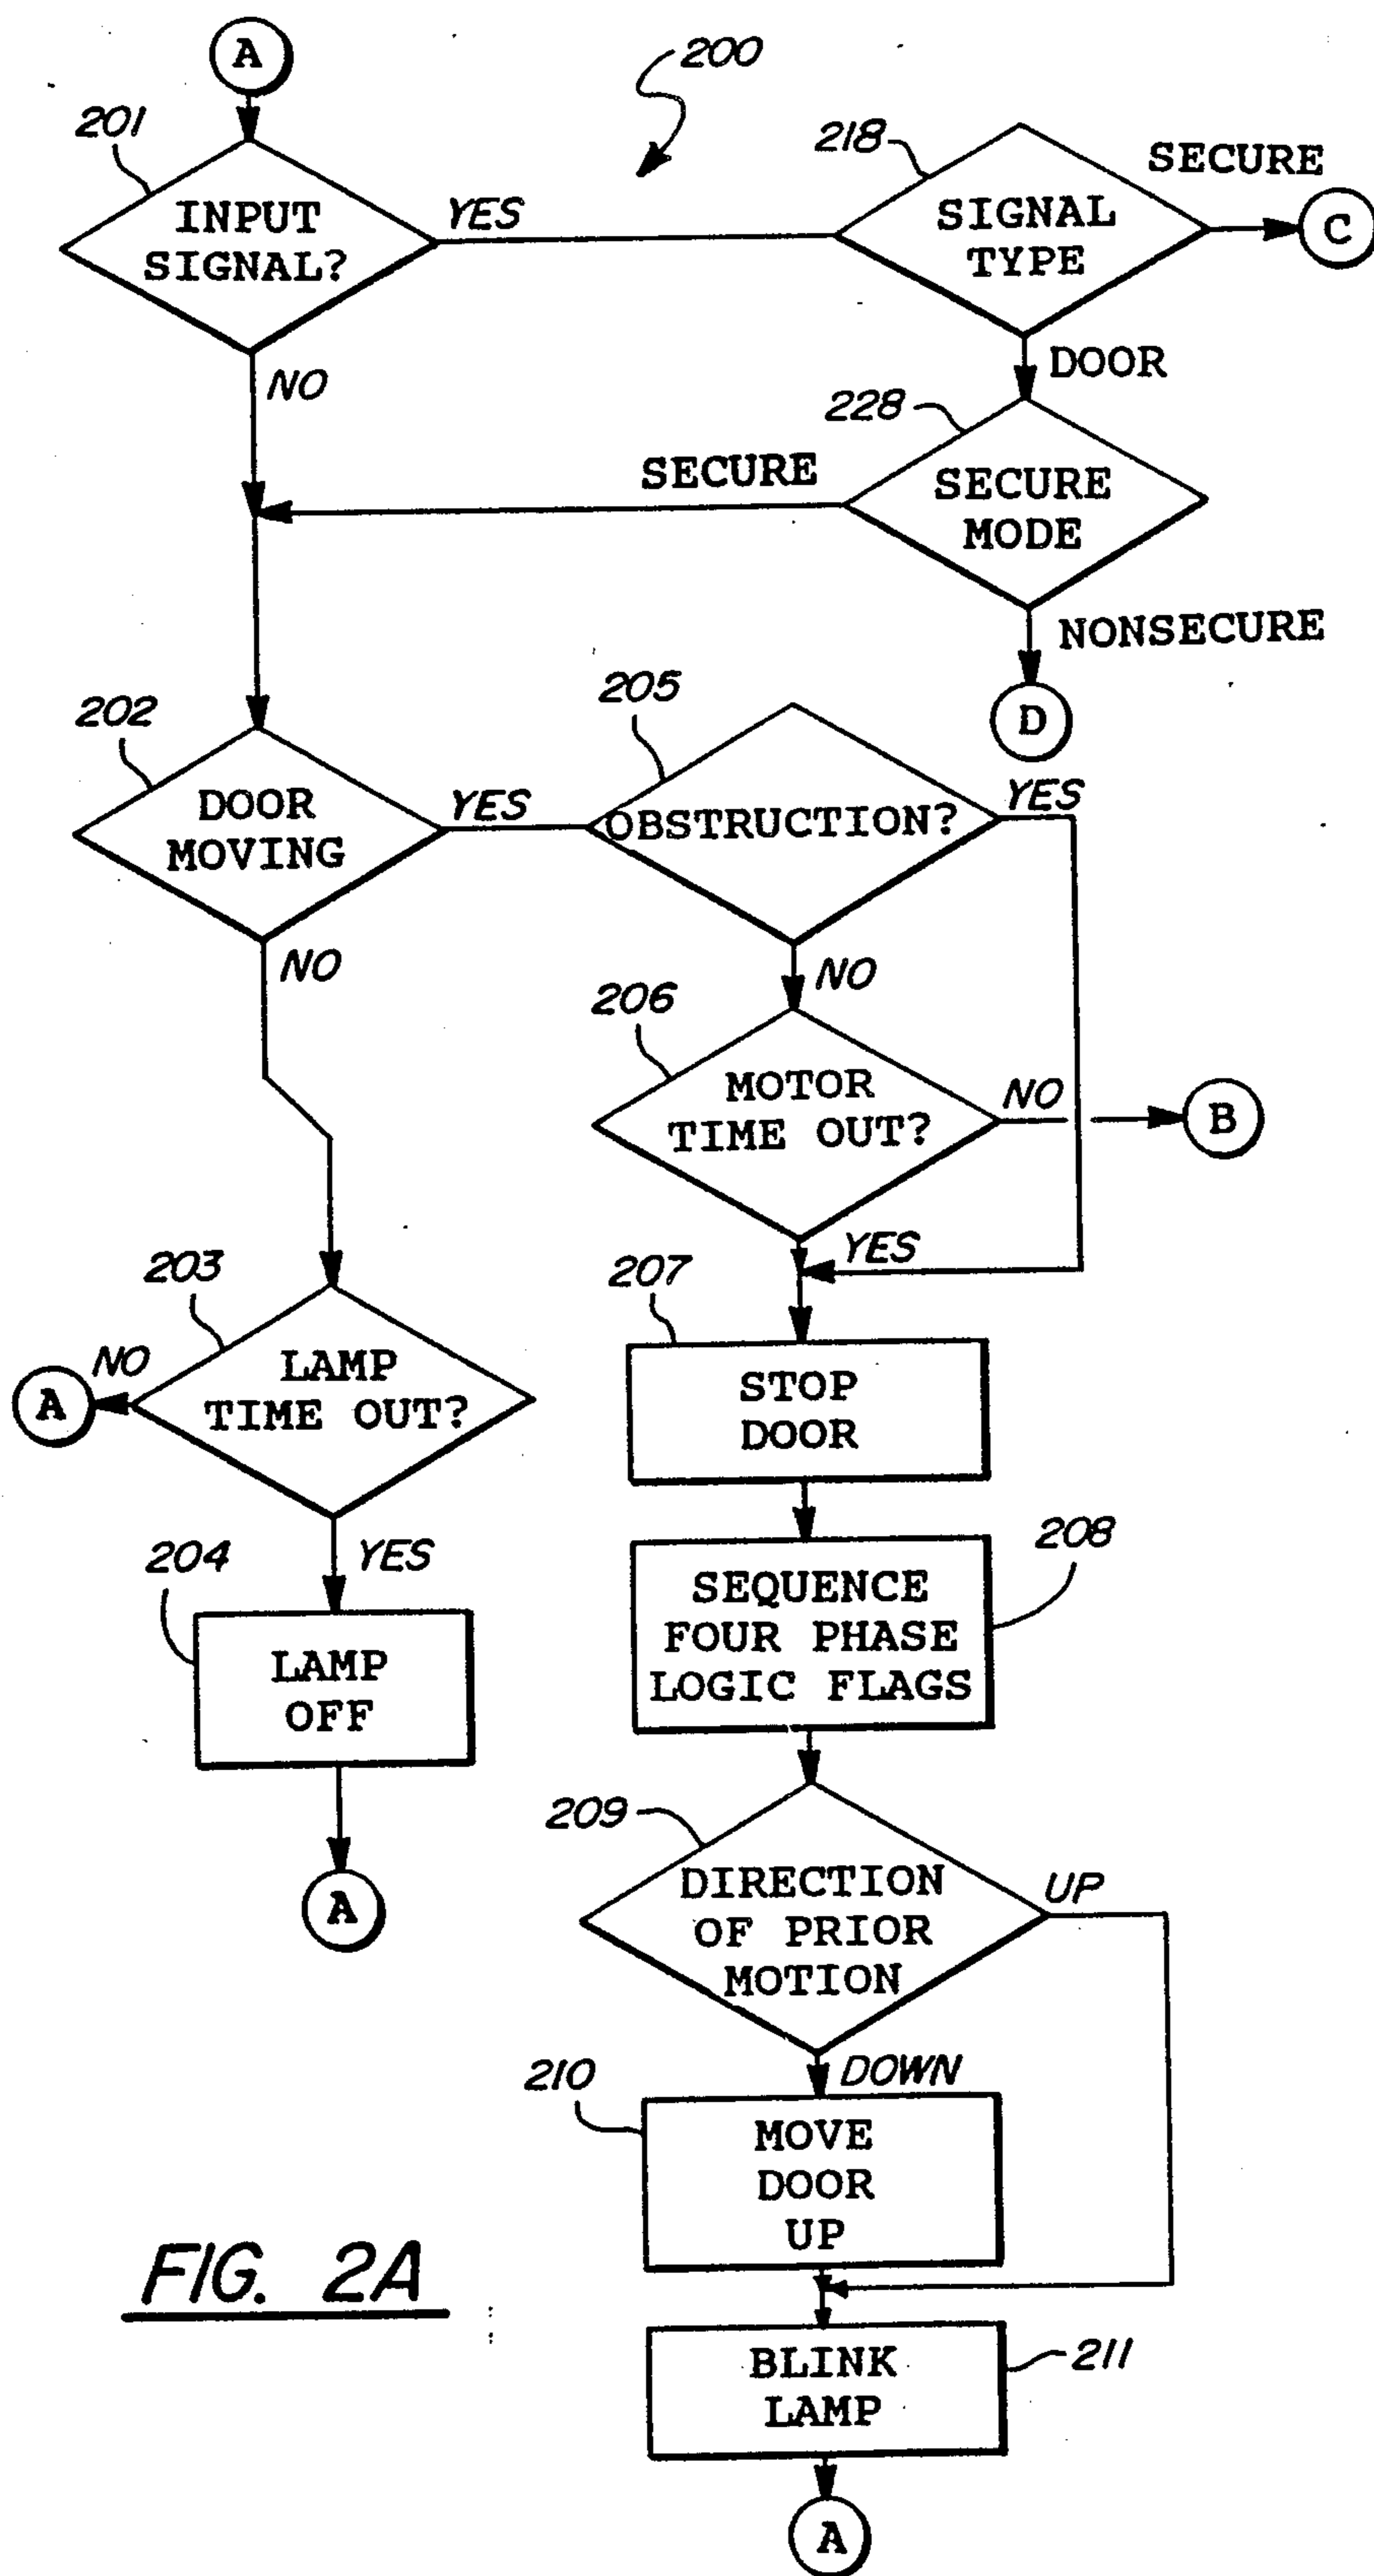 A
200
201
INPUT
SIGNAL?
YES
NO
218
SIGNAL
TYPE
SECURE
C
DOOR
228
SECURE
MODE
SECURE
NONSECURE
D
202
DOOR
MOVING
YES
NO
205
OBSTRUCTION?
YES
NO
206
MOTOR
TIME OUT?
NO
B
YES
203
LAMP
TIME OUT?
NO
A
YES
204
LAMP
OFF
A
207
STOP
DOOR
208
SEQUENCE
FOUR PHASE
LOGIC FLAGS
209
DIRECTION
OF PRIOR
MOTION
UP
DOWN
210
MOVE
DOOR
UP
211
BLINK
LAMP
A
FIG. 2A